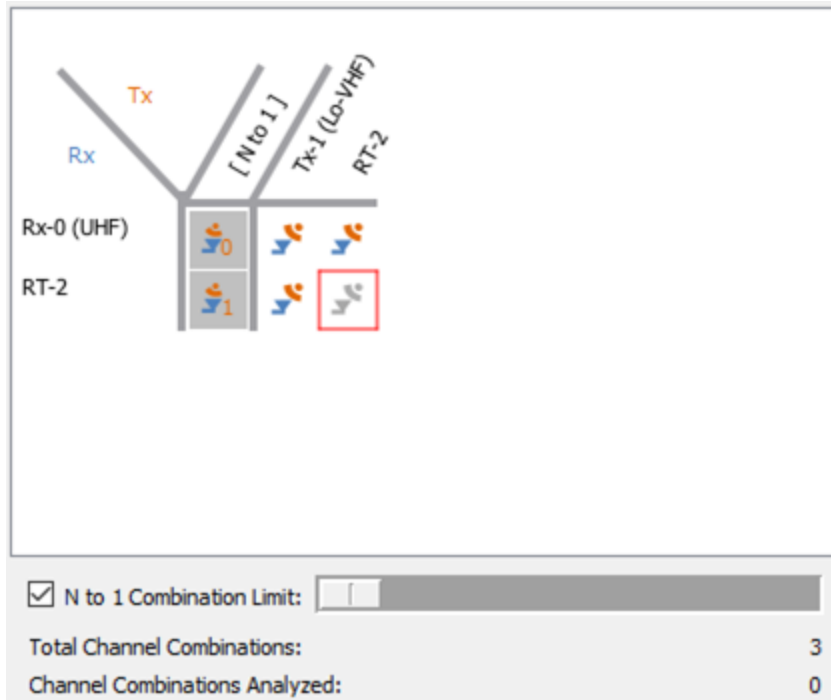 Tx
Rx
[ N to 1 ]
Tx-1 (Lo-VHF)
RT-2
Rx-0 (UHF)
0
RT-2
1
N to 1 Combination Limit:
Total Channel Combinations: 3
Channel Combinations Analyzed: 0